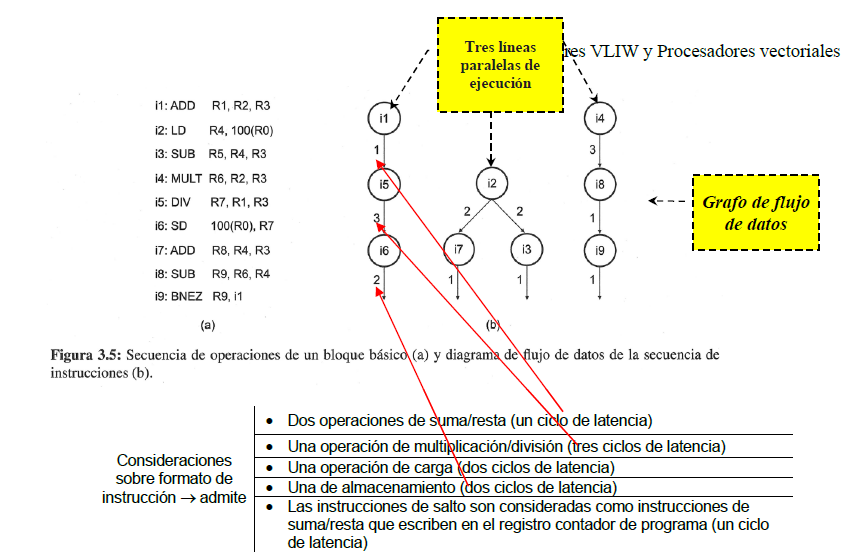 Tres líneas
paralelas de
ejecución
res VLIW y Procesadores vectoriales
i1: ADD R1, R2, R3
i2: LD R4, 100(R0)
i3: SUB R5, R4, R3
i4: MULT R6, R2, R3
i5: DIV R7, R1, R3
i6: SD 100(R0), R7
i7: ADD R8, R4, R3
i8: SUB R9, R6, R4
i9: BNEZ R9, i1
(a)
i1 i4
1 3
i5 i2 i8
3 2 2 1
i6 i7 i3 i9
2 1 1 1
(b)
Grafo de flujo
de datos
Figura 3.5: Secuencia de operaciones de un bloque básico (a) y diagrama de flujo de datos de la secuencia de
instrucciones (b).
Consideraciones
sobre formato de
instrucción → admite
• Dos operaciones de suma/resta (un ciclo de latencia)
• Una operación de multiplicación/división (tres ciclos de latencia)
• Una operación de carga (dos ciclos de latencia)
• Una de almacenamiento (dos ciclos de latencia)
• Las instrucciones de salto son consideradas como instrucciones de
suma/resta que escriben en el registro contador de programa (un ciclo
de latencia)